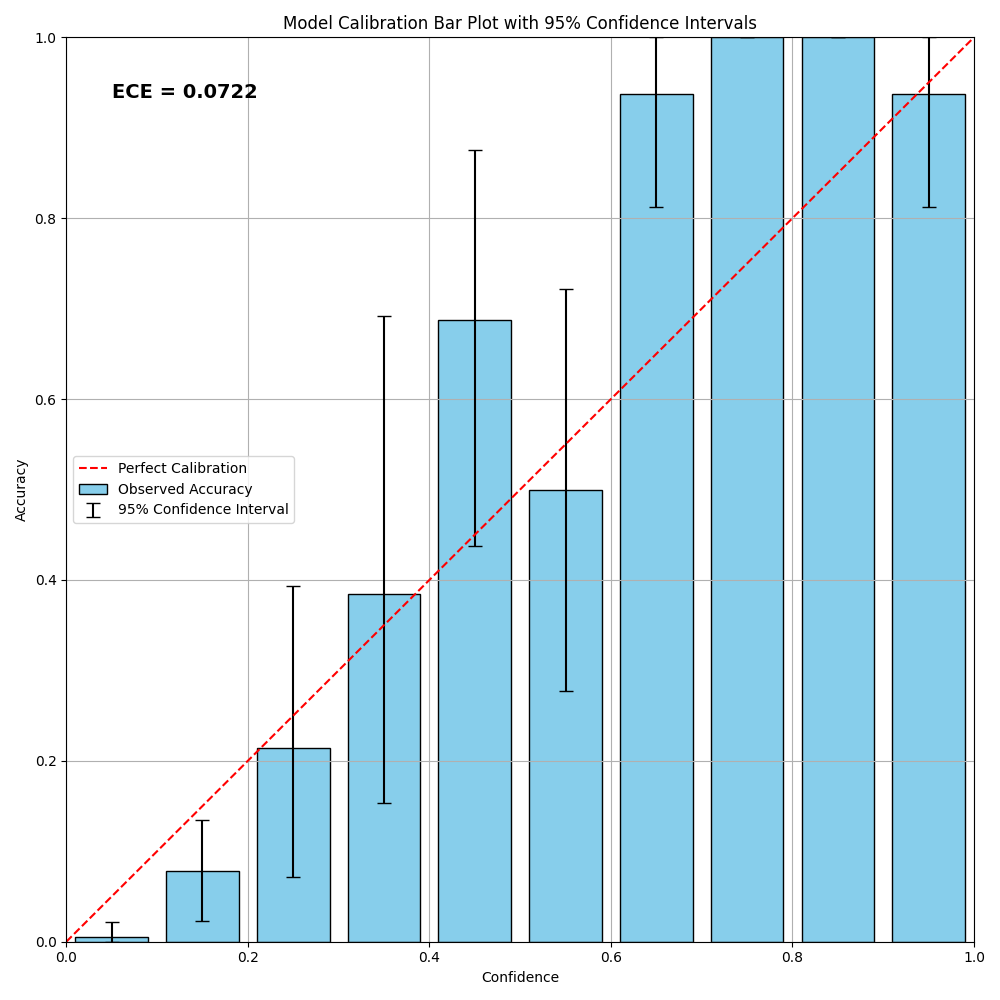 Model Calibration Bar Plot with 95% Confidence Intervals
1.0
ECE = 0.0722
0.8
0.6
Accuracy
Perfect Calibration
Observed Accuracy
95% Confidence Interval
0.4
0.2
0.0
0.0 0.2 0.4 0.6 0.8 1.0
Confidence